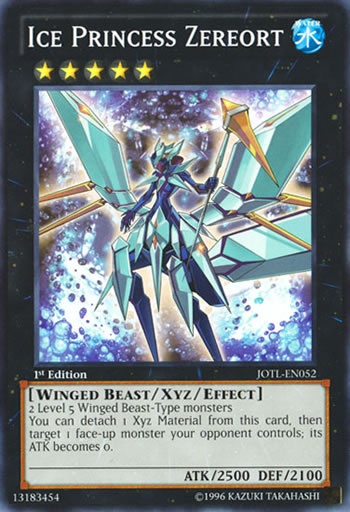 ICE PRINCESS ZEREORT
WATER
水
1st Edition
JOTL-EN052
[WINGED BEAST/XYZ/EFFECT]
2 Level 5 Winged Beast-Type monsters
You can detach 1 Xyz Material from this card, then
target 1 face-up monster your opponent controls; its
ATK becomes 0.
ATK/2500 DEF/2100
13183454
©1996 KAZUKI TAKAHASHI